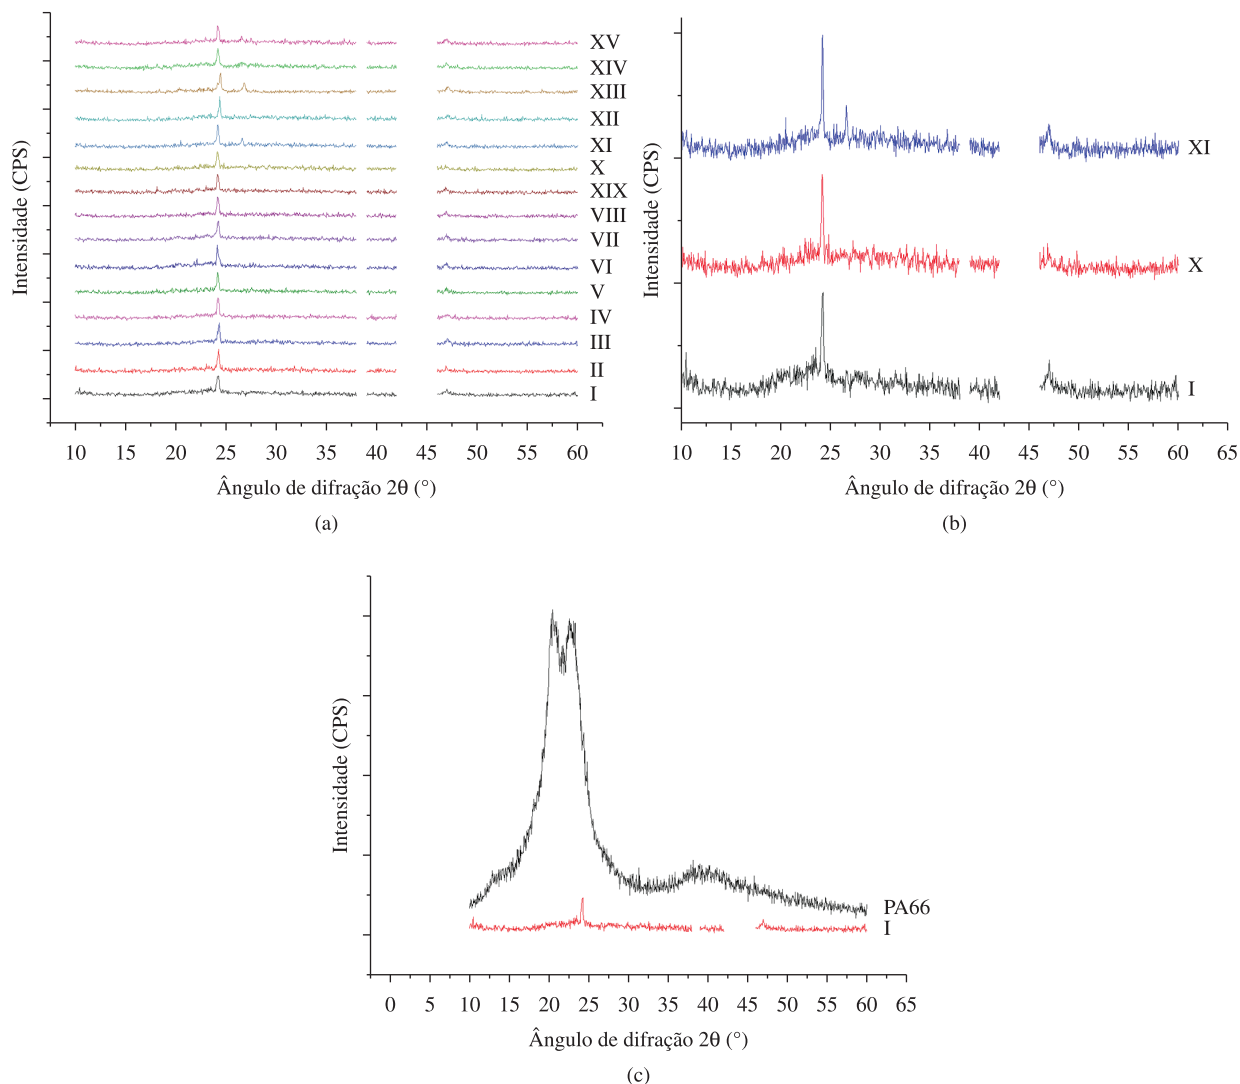 Intensidade (CPS)
XV
XIV
XIII
XII
XI
X
XIX
VIII
VII
VI
V
IV
III
II
I
10 15 20 25 30 35 40 45 50 55 60
Ângulo de difração 2θ (°)
(a)
Intensidade (CPS)
XI
X
I
10 15 20 25 30 35 40 45 50 55 60 65
Ângulo de difração 2θ (°)
(b)
Intensidade (CPS)
PA66
I
0 5 10 15 20 25 30 35 40 45 50 55 60 65
Ângulo de difração 2θ (°)
(c)